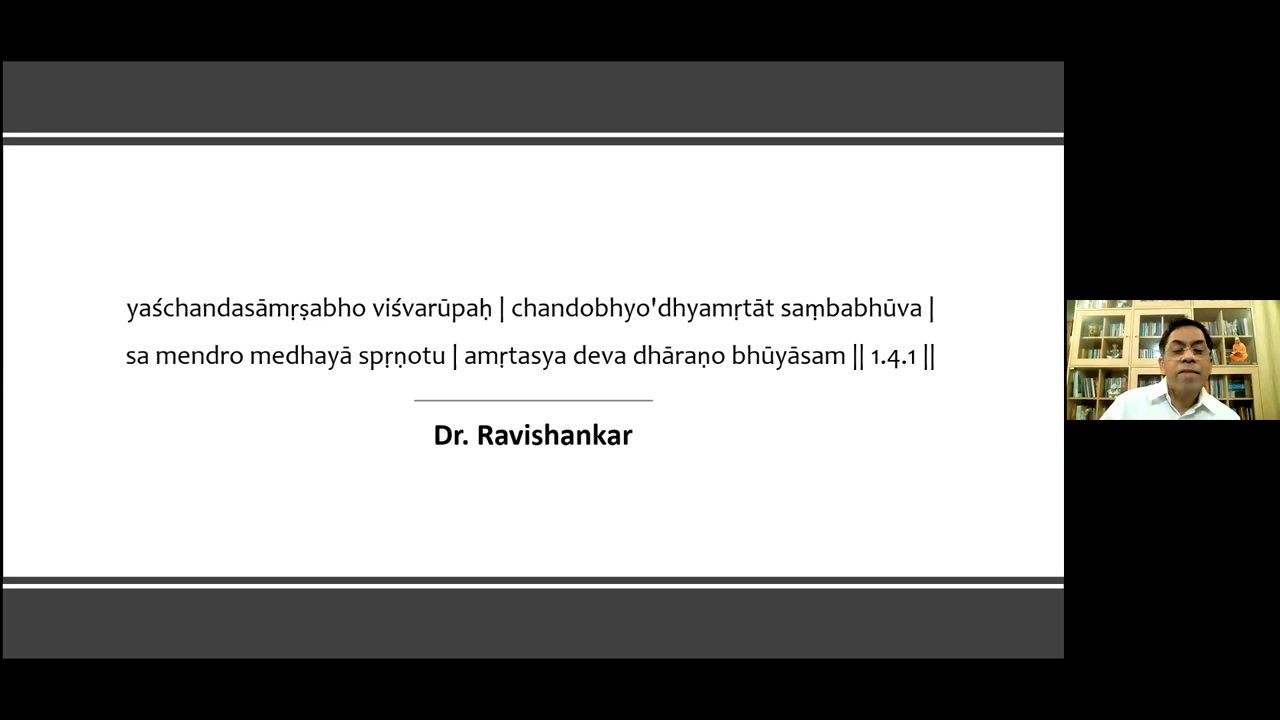 yaśchandasāmṛṣabho viśvarūpaḥ | chandobhyo'dhyamṛtāt saṃbabhūva |
sa mendro medhayā spṛṇotu | amṛtasya deva dhāraṇo bhūyāsam || 1.4.1 ||
Dr. Ravishankar